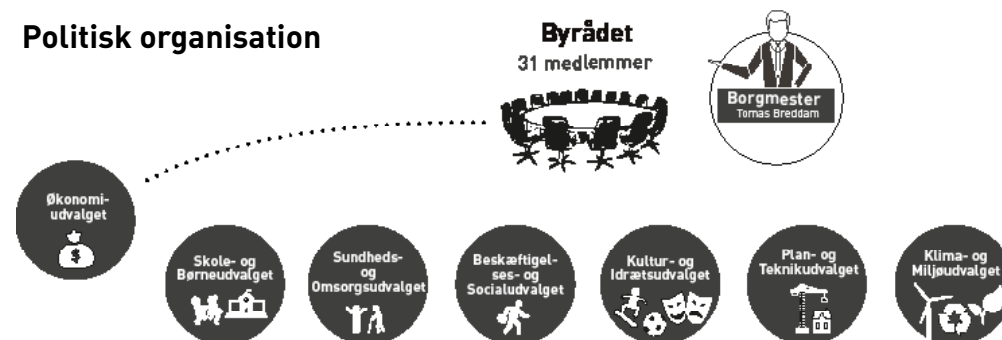 Politisk organisation
Byrådet
31 medlemmer
Borgmester
Tomas Breddam
Økonomi-
udvalget
$
Skole- og
Børneudvalget
Sundheds-
og
Omsorgsudvalget
Beskæftigel-
ses- og
Socialudvalget
Kultur- og
Idrætsudvalget
Plan- og
Teknikudvalget
Klima- og
Miljøudvalget